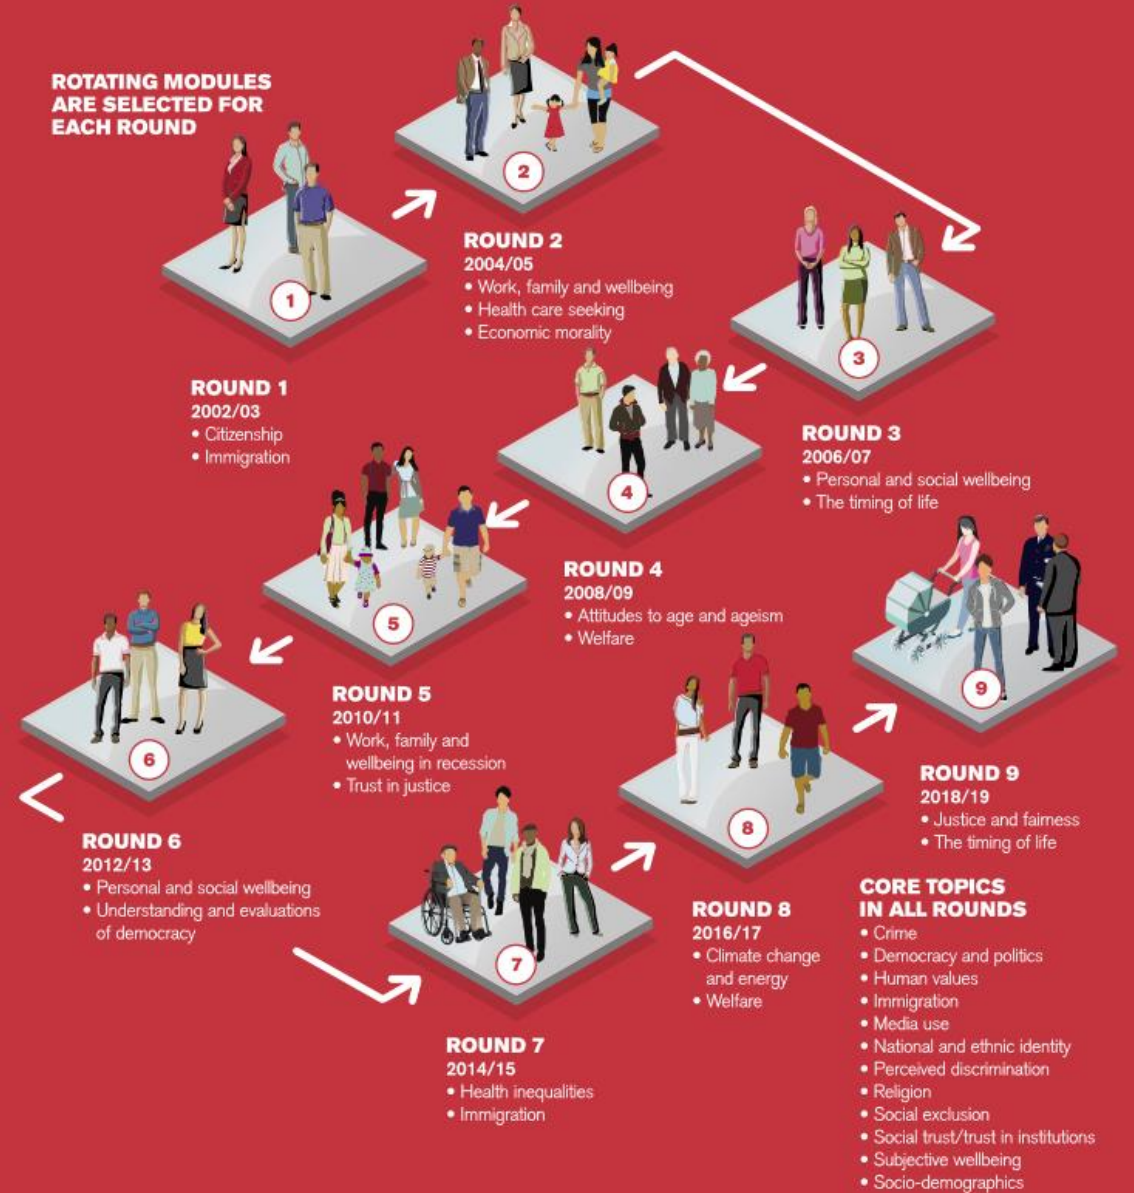 ROTATING MODULES
ARE SELECTED FOR
EACH ROUND
1
ROUND 1
2002/03
• Citizenship
• Immigration
2
ROUND 2
2004/05
• Work, family and wellbeing
• Health care seeking
• Economic morality
3
ROUND 3
2006/07
• Personal and social wellbeing
• The timing of life
4
ROUND 4
2008/09
• Attitudes to age and ageism
• Welfare
5
ROUND 5
2010/11
• Work, family and
wellbeing in recession
• Trust in justice
6
ROUND 6
2012/13
• Personal and social wellbeing
• Understanding and evaluations
of democracy
7
ROUND 7
2014/15
• Health inequalities
• Immigration
8
ROUND 8
2016/17
• Climate change
and energy
• Welfare
9
ROUND 9
2018/19
• Justice and fairness
• The timing of life
CORE TOPICS
IN ALL ROUNDS
• Crime
• Democracy and politics
• Human values
• Immigration
• Media use
• National and ethnic identity
• Perceived discrimination
• Religion
• Social exclusion
• Social trust/trust in institutions
• Subjective wellbeing
• Socio-demographics